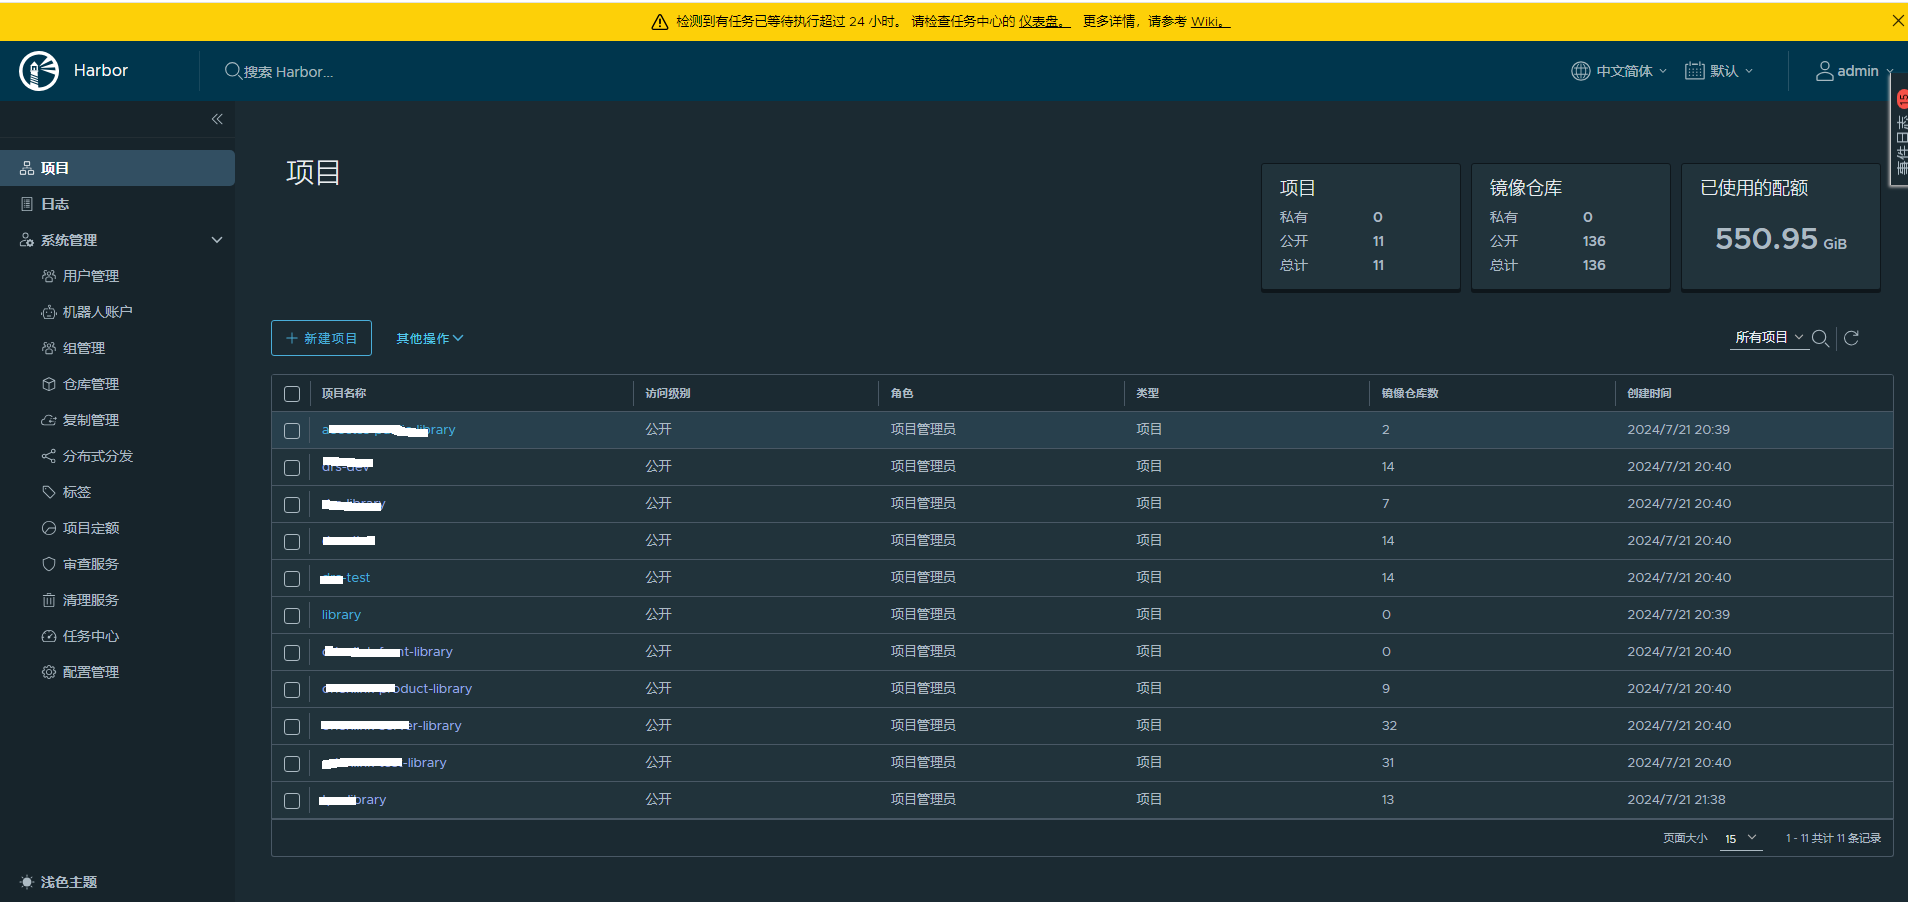 检测到有任务已等待执行超过 24 小时。 请检查任务中心的 仪表盘。 更多详情，请参考 Wiki。
Harbor
搜索 Harbor...
中文简体
默认
admin
15
事件日志
项目
日志
系统管理
用户管理
机器人账户
组管理
仓库管理
复制管理
分布式分发
标签
项目定额
审查服务
清理服务
任务中心
配置管理
浅色主题
项目
项目
私有 0
公开 11
总计 11
镜像仓库
私有 0
公开 136
总计 136
已使用的配额
550.95 GiB
新建项目
其他操作
所有项目
项目名称 访问级别 角色 类型 镜像仓库数 创建时间
library 公开 项目管理员 项目 2 2024/7/21 20:39
drs-dev 公开 项目管理员 项目 14 2024/7/21 20:40
library 公开 项目管理员 项目 7 2024/7/21 20:40
公开 项目管理员 项目 14 2024/7/21 20:40
-test 公开 项目管理员 项目 14 2024/7/21 20:40
library 公开 项目管理员 项目 0 2024/7/21 20:39
nt-library 公开 项目管理员 项目 0 2024/7/21 20:40
oduct-library 公开 项目管理员 项目 9 2024/7/21 20:40
er-library 公开 项目管理员 项目 32 2024/7/21 20:40
-library 公开 项目管理员 项目 31 2024/7/21 20:40
brary 公开 项目管理员 项目 13 2024/7/21 21:38
页面大小 15 1 - 11 共计 11 条记录